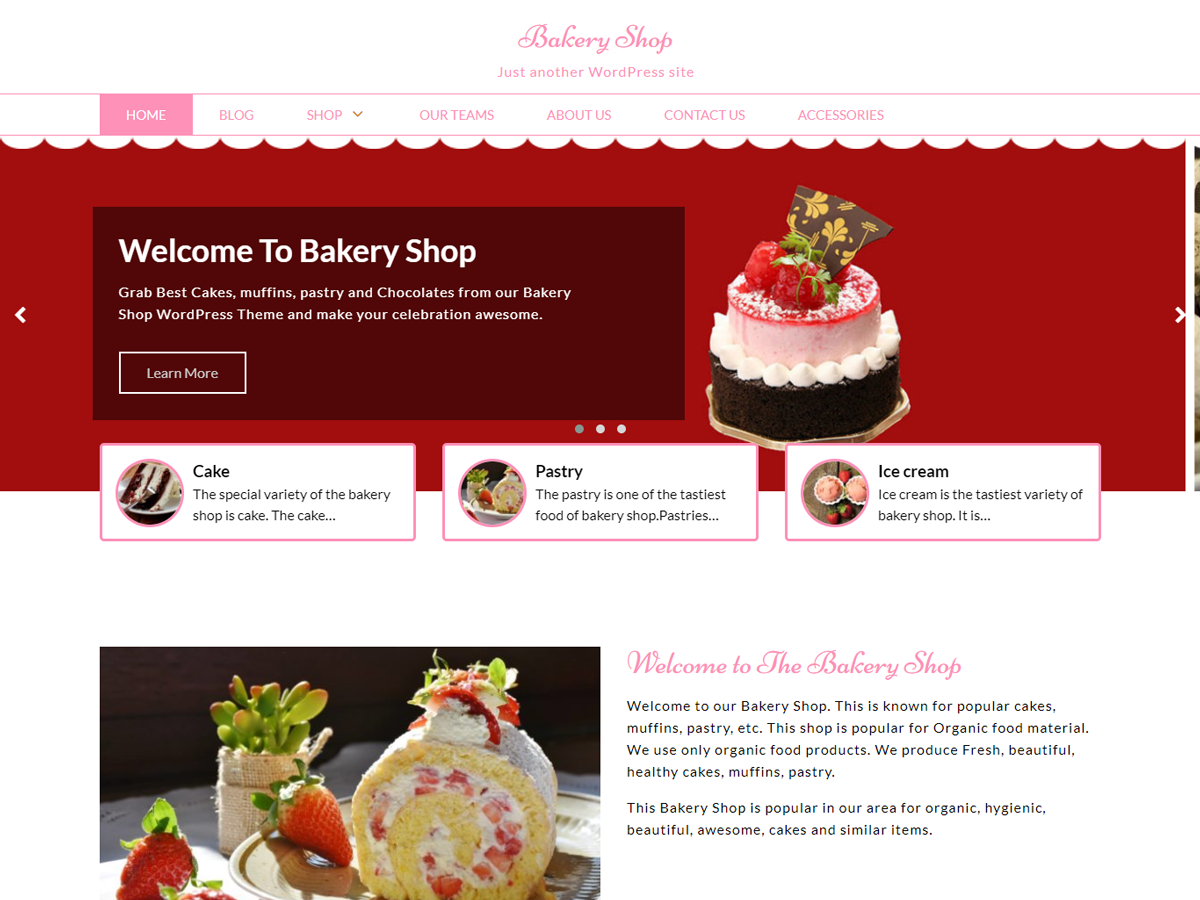 Bakery Shop
Just another WordPress site
HOME
BLOG
SHOP
OUR TEAMS
ABOUT US
CONTACT US
ACCESSORIES
Welcome To Bakery Shop
Grab Best Cakes, muffins, pastry and Chocolates from our Bakery
Shop WordPress Theme and make your celebration awesome.
Learn More
Cake
The special variety of the bakery
shop is cake. The cake...
Pastry
The pastry is one of the tastiest
food of bakery shop.Pastries...
Ice cream
Ice cream is the tastiest variety of
bakery shop. It is...
Welcome to The Bakery Shop
Welcome to our Bakery Shop. This is known for popular cakes,
muffins, pastry, etc. This shop is popular for Organic food material.
We use only organic food products. We produce Fresh, beautiful,
healthy cakes, muffins, pastry.
This Bakery Shop is popular in our area for organic, hygienic,
beautiful, awesome, cakes and similar items.